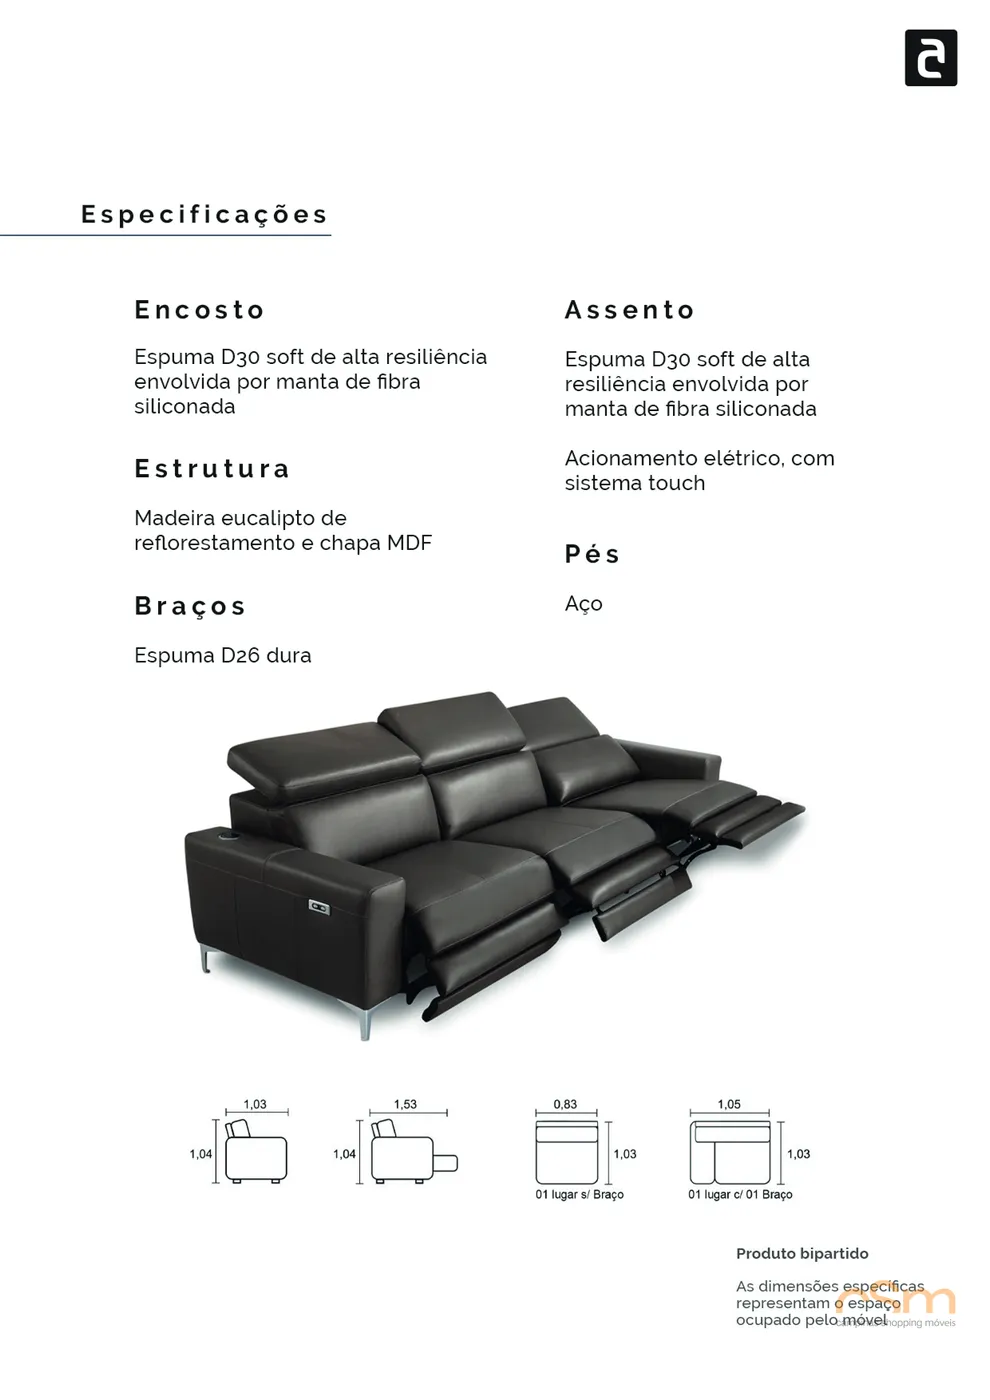 Especificações
Encosto
Espuma D30 soft de alta resiliência
envolvida por manta de fibra
siliconada
Estrutura
Madeira eucalipto de
reflorestamento e chapa MDF
Braços
Espuma D26 dura
Assento
Espuma D30 soft de alta
resiliência envolvida por
manta de fibra siliconada
Acionamento elétrico, com
sistema touch
Pés
Aço
1,03
1,04
1,53
1,04
0,83
1,03
01 lugar s/ Braço
1,05
1,03
01 lugar c/ 01 Braço
Produto bipartido
As dimensões específicas
representam o espaço
ocupado pelo móvel
csm
campinas shopping móveis